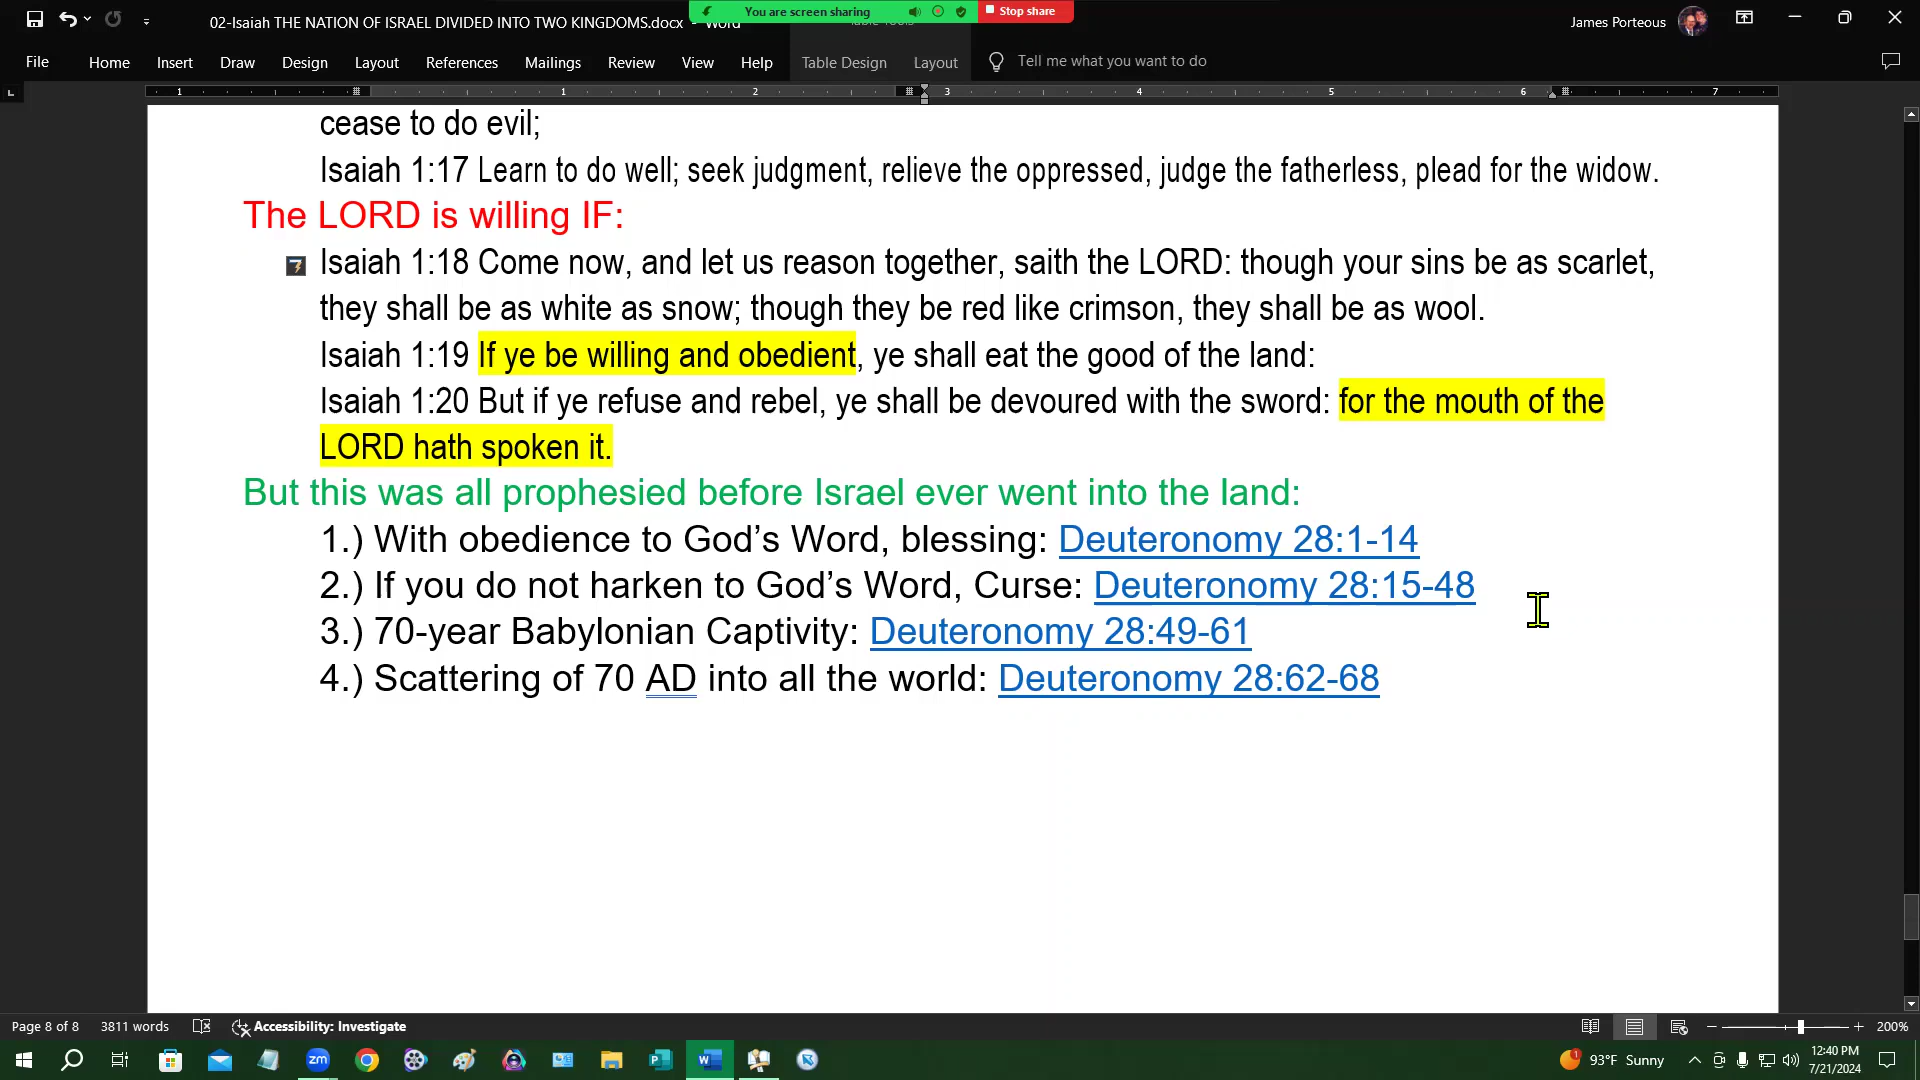 02-Isaiah THE NATION OF ISRAEL DIVIDED INTO TWO KINGDOMS.docx - Word
You are screen sharing
Stop share
James Porteous
File Home Insert Draw Design Layout References Mailings Review View Help Table Design Layout Tell me what you want to do
1 1 2 3 4 5 6 7
cease to do evil;
Isaiah 1:17 Learn to do well; seek judgment, relieve the oppressed, judge the fatherless, plead for the widow.
The LORD is willing IF:
Isaiah 1:18 Come now, and let us reason together, saith the LORD: though your sins be as scarlet,
they shall be as white as snow; though they be red like crimson, they shall be as wool.
Isaiah 1:19 If ye be willing and obedient, ye shall eat the good of the land:
Isaiah 1:20 But if ye refuse and rebel, ye shall be devoured with the sword: for the mouth of the
LORD hath spoken it.
But this was all prophesied before Israel ever went into the land:
1.) With obedience to God’s Word, blessing: Deuteronomy 28:1-14
2.) If you do not harken to God’s Word, Curse: Deuteronomy 28:15-48
3.) 70-year Babylonian Captivity: Deuteronomy 28:49-61
4.) Scattering of 70 AD into all the world: Deuteronomy 28:62-68
Page 8 of 8 3811 words Accessibility: Investigate 200%
93°F Sunny
12:40 PM
7/21/2024